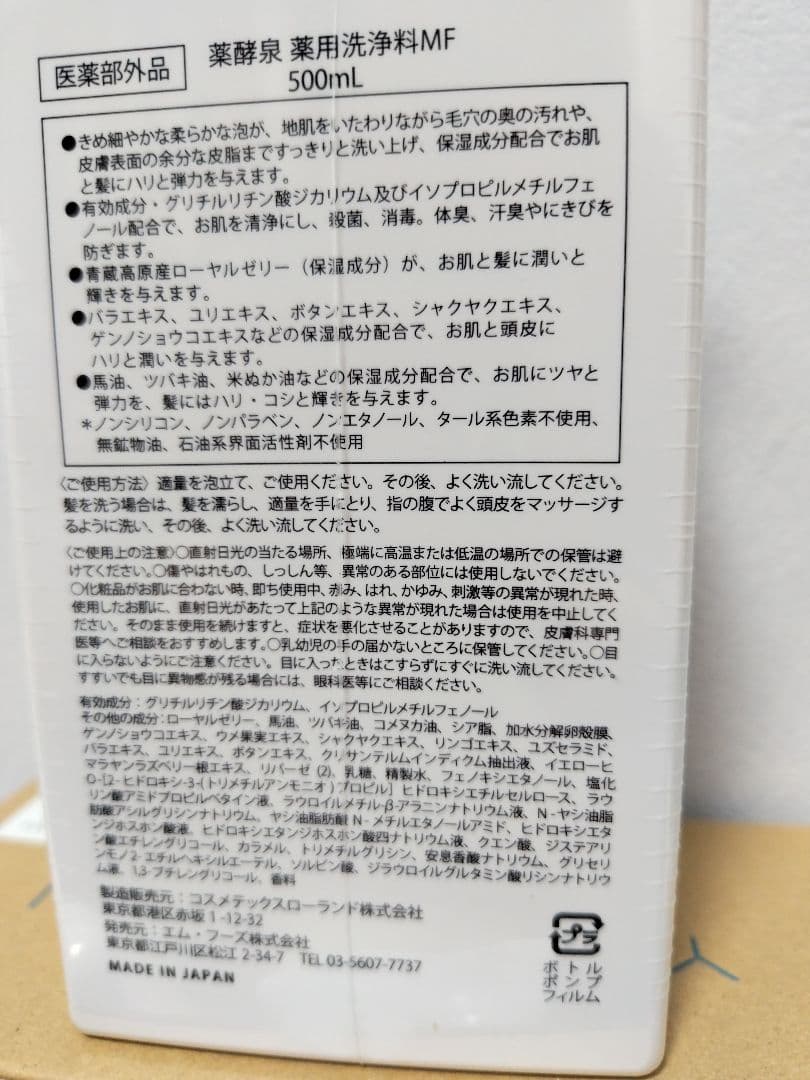 医薬部外品
薬酵泉 薬用洗浄料MF
500mL
●きめ細やかな柔らかな泡が、地肌をいたわりながら毛穴の奥の汚れや、
皮膚表面の余分な皮脂まですっきりと洗い上げ、保湿成分配合でお肌
と髪にハリと弾力を与えます。
●有効成分・グリチルリチン酸ジカリウム及びイソプロピルメチルフェ
ノール配合で、お肌を清浄にし、殺菌、消毒。体臭、汗臭やにきびを
防ぎます。
●青蔵高原産ローヤルゼリー（保湿成分）が、お肌と髪に潤いと
輝きを与えます。
●バラエキス、ユリエキス、ボタンエキス、シャクヤクエキス、
ゲンノショウコエキスなどの保湿成分配合で、お肌と頭皮に
ハリと潤いを与えます。
●馬油、ツバキ油、米ぬか油などの保湿成分配合で、お肌にツヤと
弾力を、髪にはハリ・コシと輝きを与えます。
＊ノンシリコン、ノンパラベン、ノンエタノール、タール系色素不使用、
無鉱物油、石油系界面活性剤不使用
〈ご使用方法〉適量を泡立て、ご使用ください。その後、よく洗い流してください。
髪を洗う場合は、髪を濡らし、適量を手にとり、指の腹でよく頭皮をマッサージす
るように洗い、その後、よく洗い流してください。
〈ご使用上の注意〉○直射日光の当たる場所、極端に高温または低温の場所での保管は避
けてください。○傷やはれもの、しっしん等、異常のある部位には使用しないでください。
○化粧品がお肌に合わない時、即ち使用中、赤み、はれ、かゆみ、刺激等の異常が現れた時、
使用したお肌に、直射日光があたって上記のような異常が現れた場合は使用を中止してく
ださい。そのまま使用を続けますと、症状を悪化させることがありますので、皮膚科専門
医等へご相談をおすすめします。○乳幼児の手の届かないところに保管してください。○目
に入らないようにご注意ください。目に入ったときはこすらずにすぐに洗い流してください。
すすいでも目に異物感が残る場合には、眼科医等にご相談ください。
有効成分：グリチルリチン酸ジカリウム、イソプロピルメチルフェノール
その他の成分：ローヤルゼリー、馬油、ツバキ油、コメヌカ油、シア脂、加水分解卵殻膜、
ゲンノショウコエキス、ウメ果実エキス、シャクヤクエキス、リンゴエキス、ユズセラミド、
バラエキス、ユリエキス、ボタンエキス、クリサンテルムインディクム抽出液、イエローヒ
マラヤンラズベリー根エキス、リパーゼ (2)、乳糖、精製水、フェノキシエタノール、塩化
O-[2-ヒドロキシ-3-(トリメチルアンモニオ)プロピル] ヒドロキシエチルセルロース、ラウ
リン酸アミドプロピルベタイン液、ラウロイルメチル-β-アラニンナトリウム液、N-ヤシ油脂
肪酸アシルグリシンナトリウム、ヤシ油脂肪酸N-メチルエタノールアミド、ヒドロキシエタ
ンジホスホン酸液、ヒドロキシエタンジホスホン酸四ナトリウム液、クエン酸、ジステアリ
ン酸エチレングリコール、カラメル、トリメチルグリシン、安息香酸ナトリウム、グリセリ
ンモノ2-エチルヘキシルエーテル、ソルビン酸、ジラウロイルグルタミン酸リシンナトリウ
ム液、1,3-ブチレングリコール、香料
製造販売元：コスメテックスローランド株式会社
東京都港区赤坂1-12-32
発売元：エム・フーズ株式会社
東京都江戸川区松江 2-34-7 TEL 03-5607-7737
MADE IN JAPAN
プラ
ボトル
ポンプ
フィルム